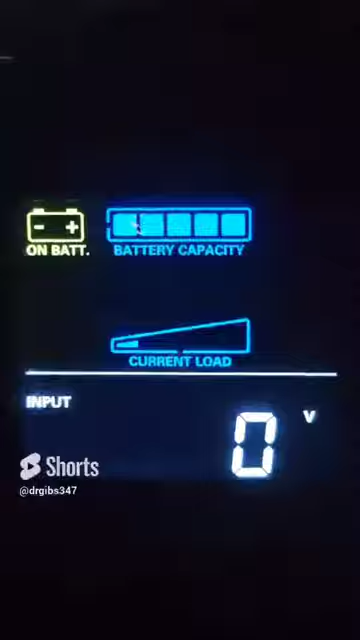 ON BATT.
BATTERY CAPACITY
CURRENT LOAD
INPUT
V
0
Shorts
@drgibs347